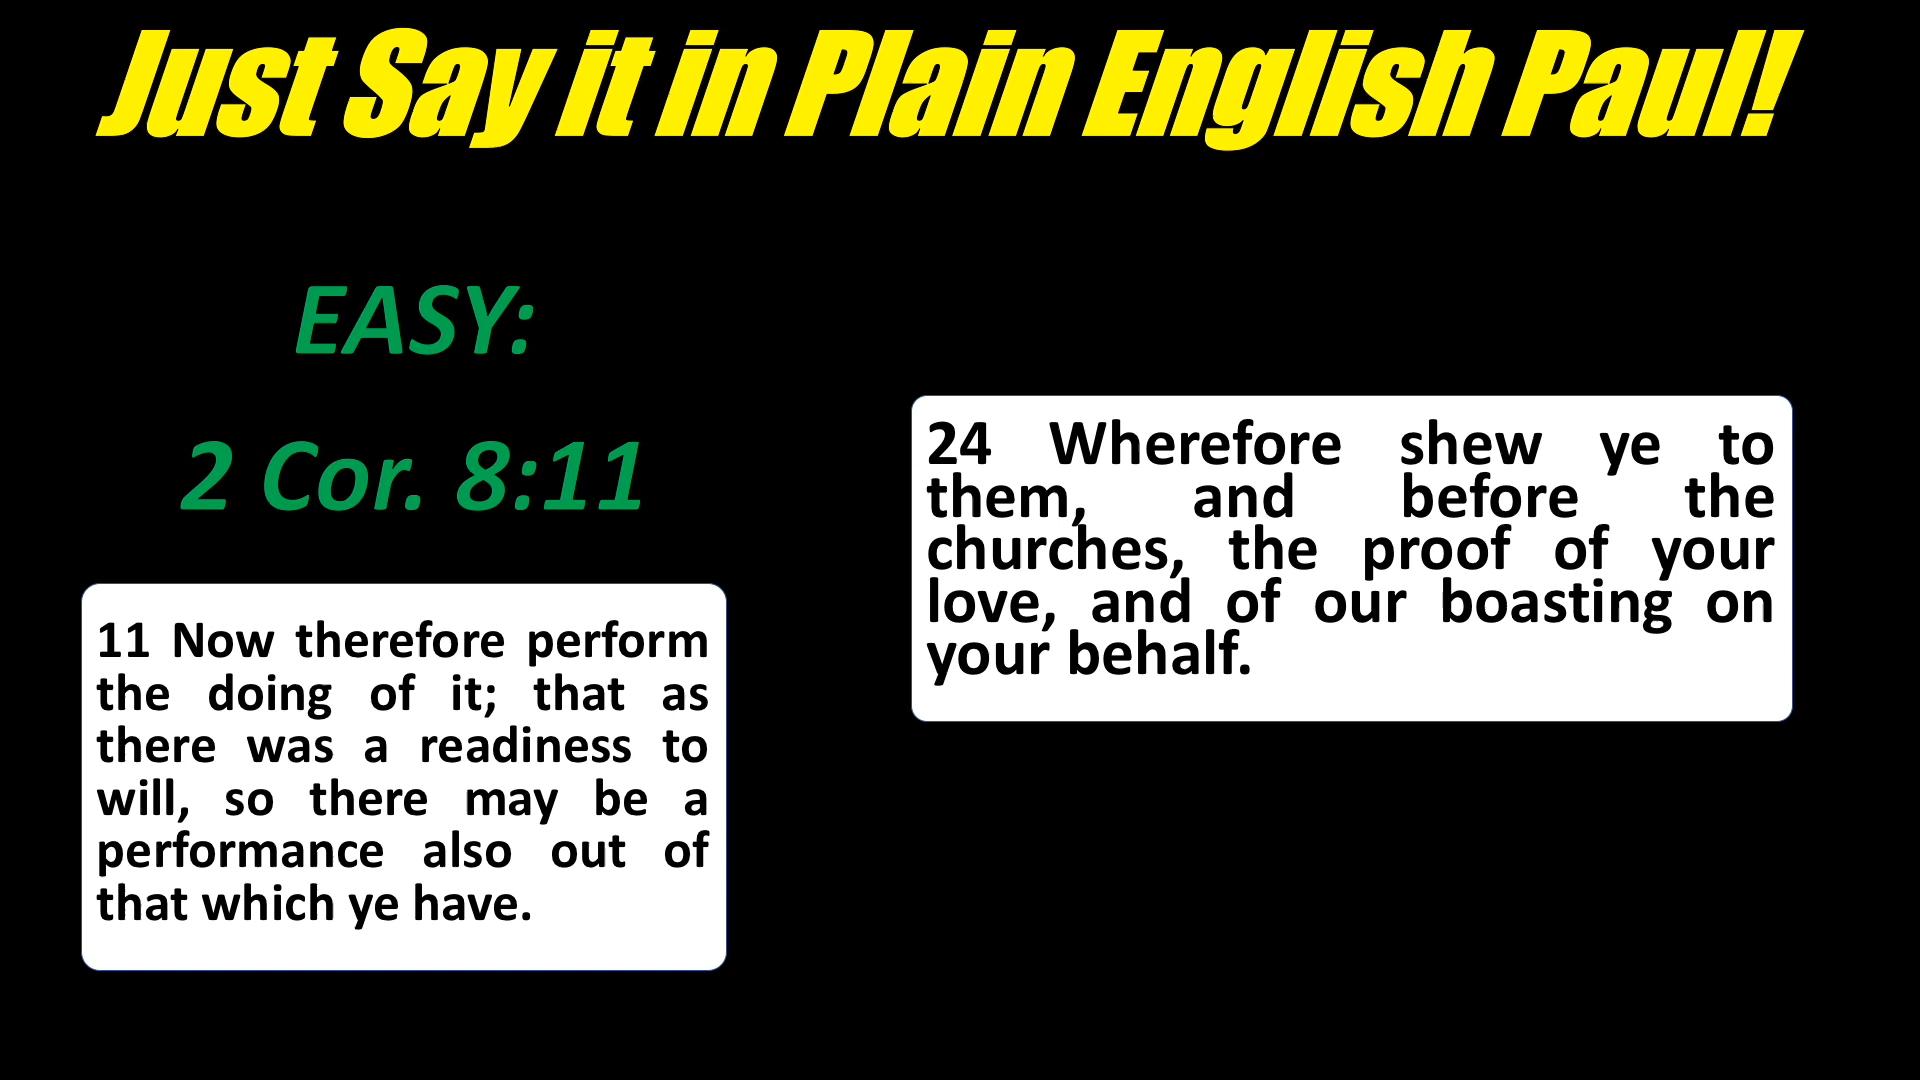 Just Say it in Plain English Paul!
EASY:
2 Cor. 8:11
11 Now therefore perform
the doing of it; that as
there was a readiness to
will, so there may be a
performance also out of
that which ye have.
24 Wherefore shew ye to
them, and before the
churches, the proof of your
love, and of our boasting on
your behalf.